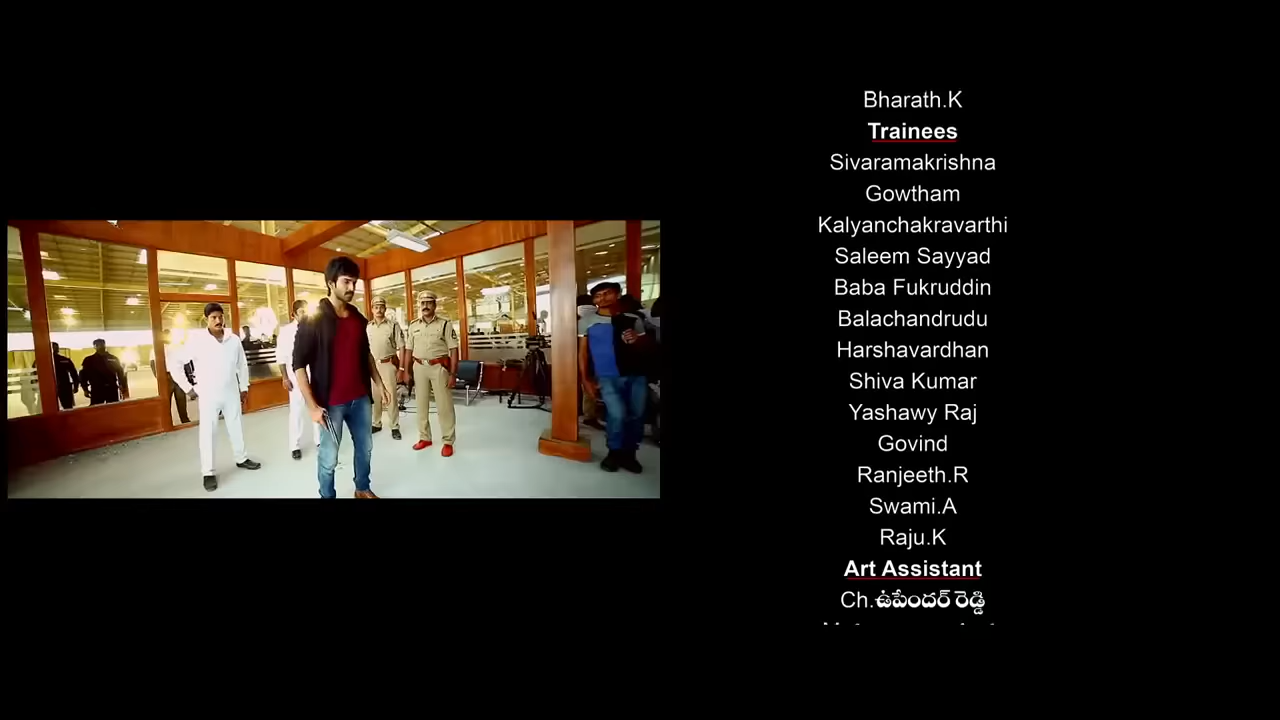 Bharath.K
Trainees
Sivaramakrishna
Gowtham
Kalyanchakravarthi
Saleem Sayyad
Baba Fukruddin
Balachandrudu
Harshavardhan
Shiva Kumar
Yashawy Raj
Govind
Ranjeeth.R
Swami.A
Raju.K
Art Assistant
Ch.ఉపేందర్ రెడ్డి